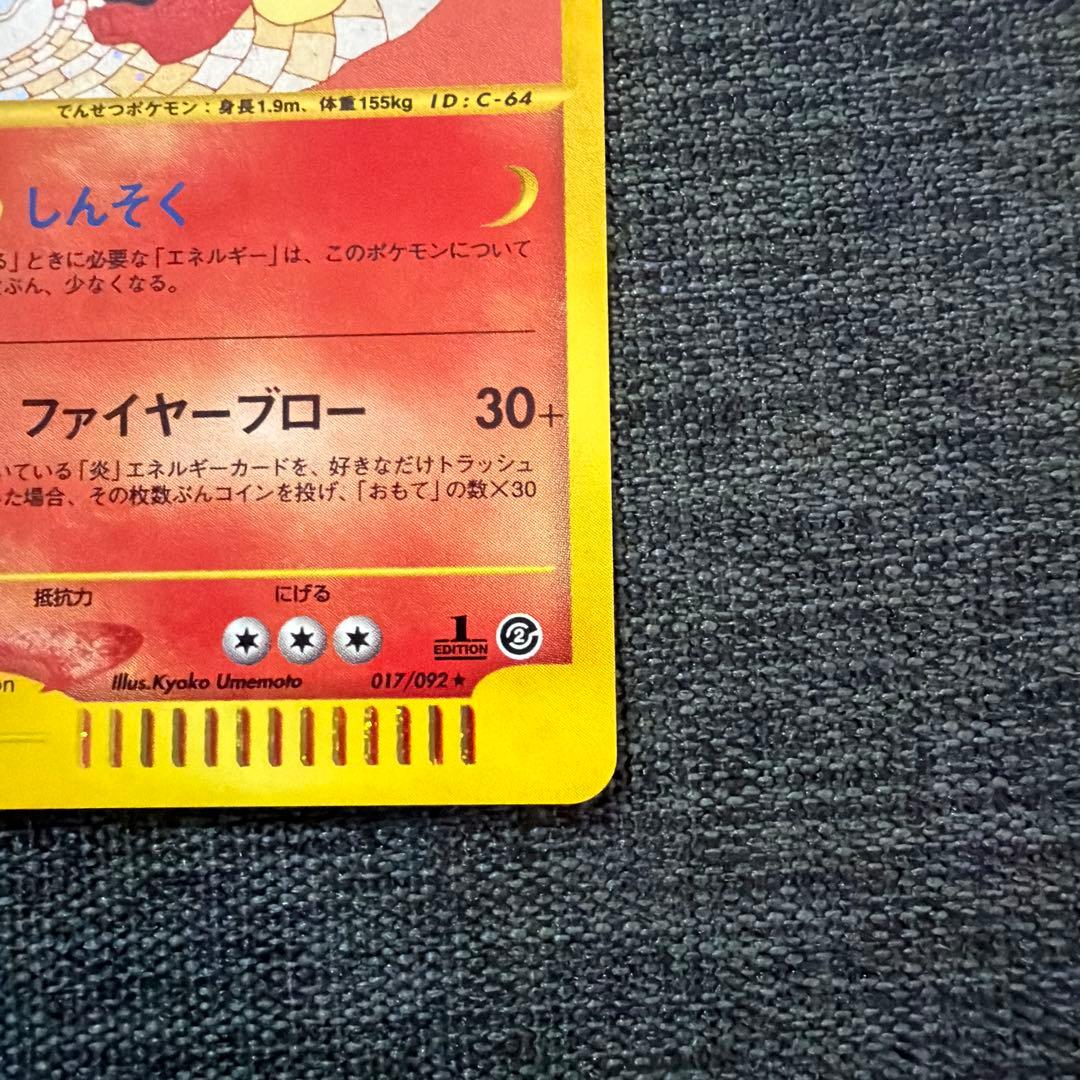 でんせつポケモン：身長1.9m、体重155kg ID:C-64
しんそく
る」ときに必要な「エネルギー」は、このポケモンについて
ぶん、少なくなる。
ファイヤーブロー 30+
いている「炎」エネルギーカードを、好きなだけトラッシュ
た場合、その枚数ぶんコインを投げ、「おもて」の数×30
抵抗力 にげる
1
EDITION
2
on Illus.Kyoko Umemoto 017/092★